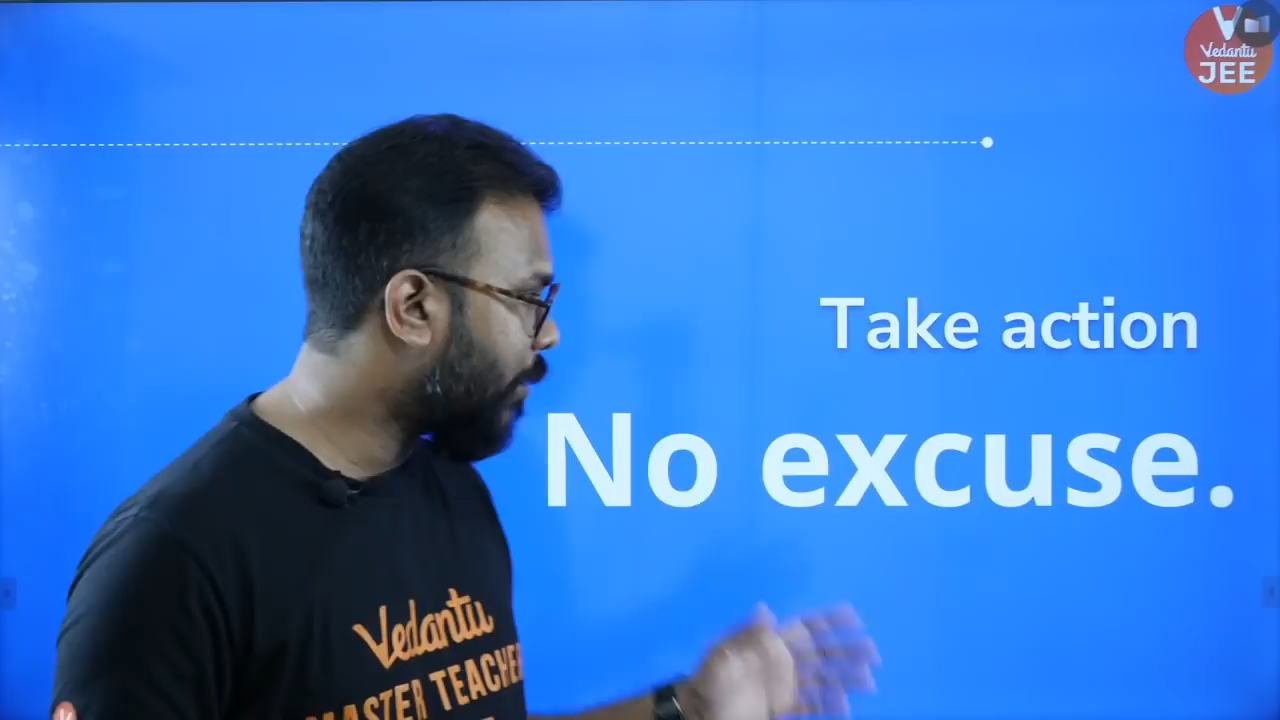 Vedantu
JEE
Take action
No excuse.
Vedantu
MASTER TEACHER